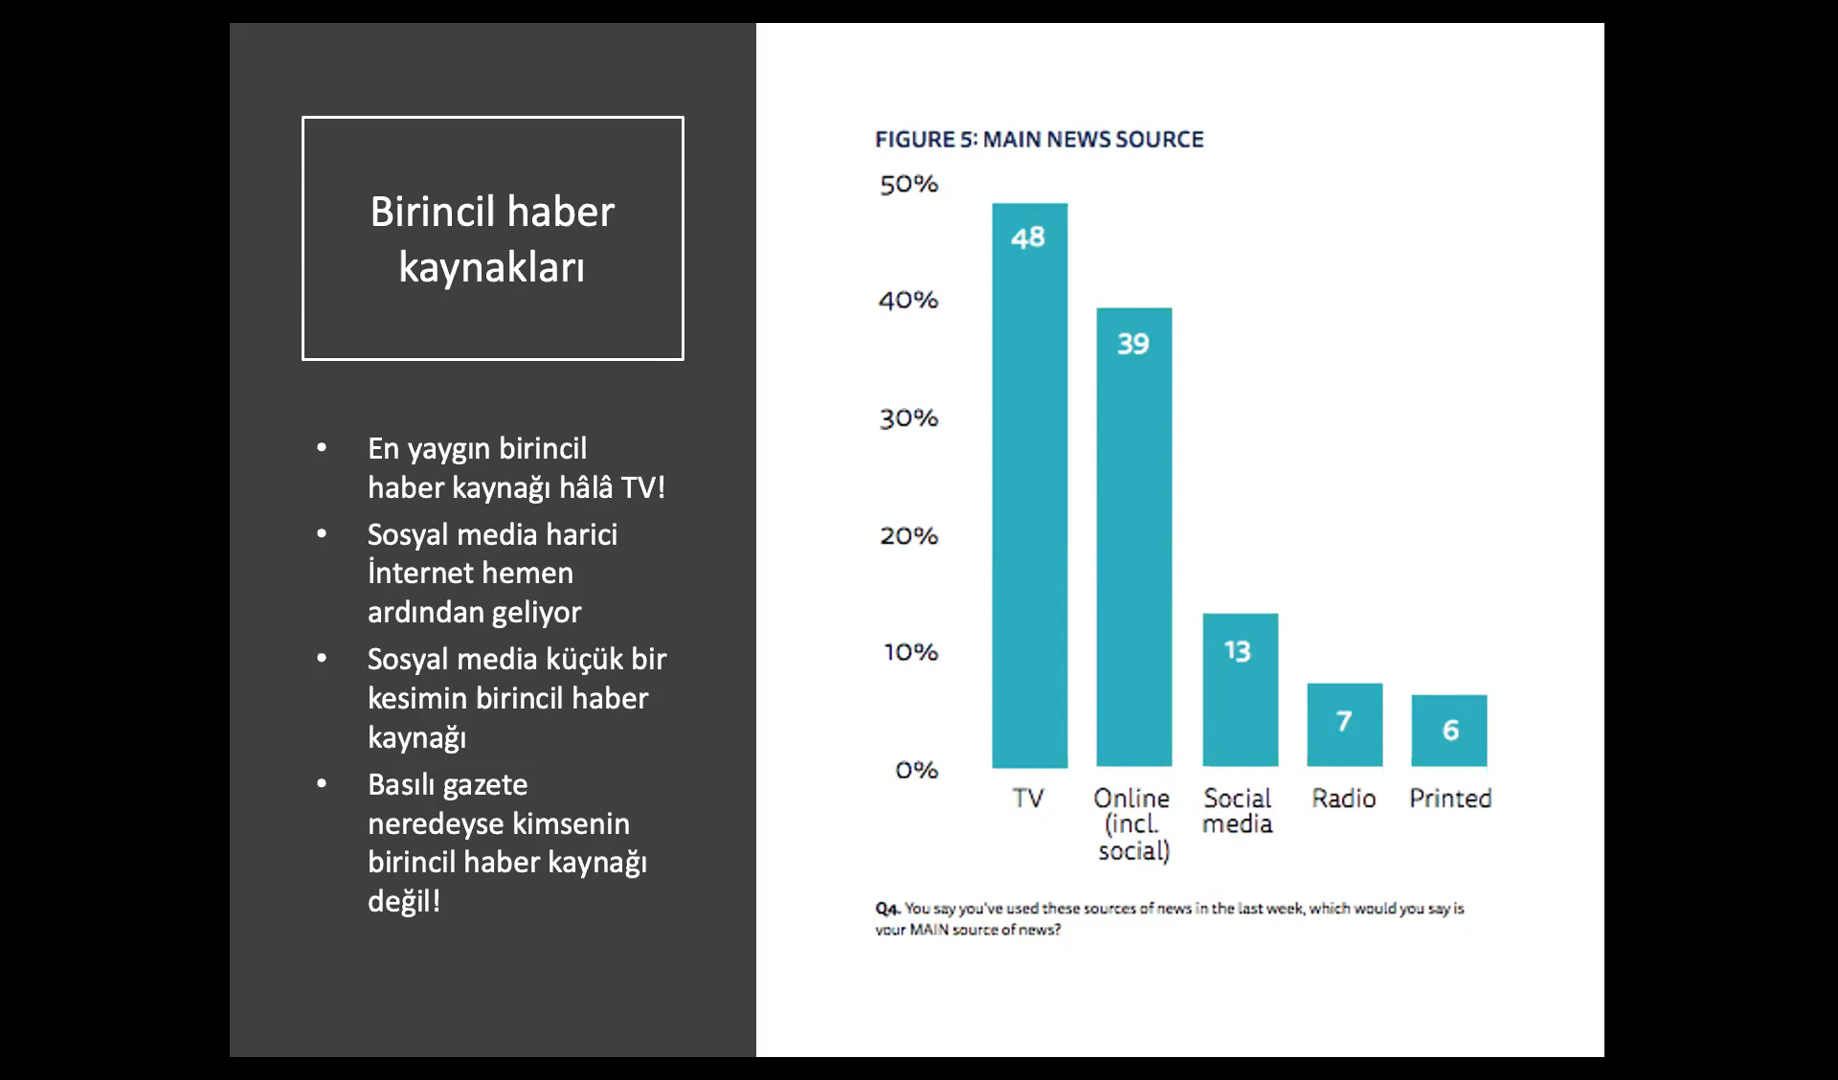 Birincil haber
kaynakları
• En yaygın birincil
haber kaynağı hâlâ TV!
• Sosyal media harici
İnternet hemen
ardından geliyor
• Sosyal media küçük bir
kesimin birincil haber
kaynağı
• Basılı gazete
neredeyse kimsenin
birincil haber kaynağı
değil!
FIGURE 5: MAIN NEWS SOURCE
50%
40%
30%
20%
10%
0%
48
39
13
7
6
TV
Online
(incl.
social)
Social
media
Radio
Printed
Q4. You say you've used these sources of news in the last week, which would you say is
your MAIN source of news?